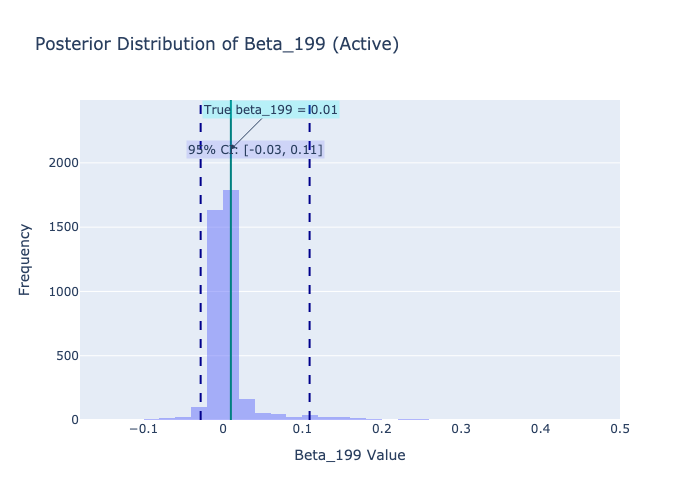 Posterior Distribution of Beta_199 (Active)
True beta_199 = 0.01
95% CI: [-0.03, 0.11]
2000
1500
1000
500
0
Frequency
−0.1
0
0.1
0.2
0.3
0.4
0.5
Beta_199 Value